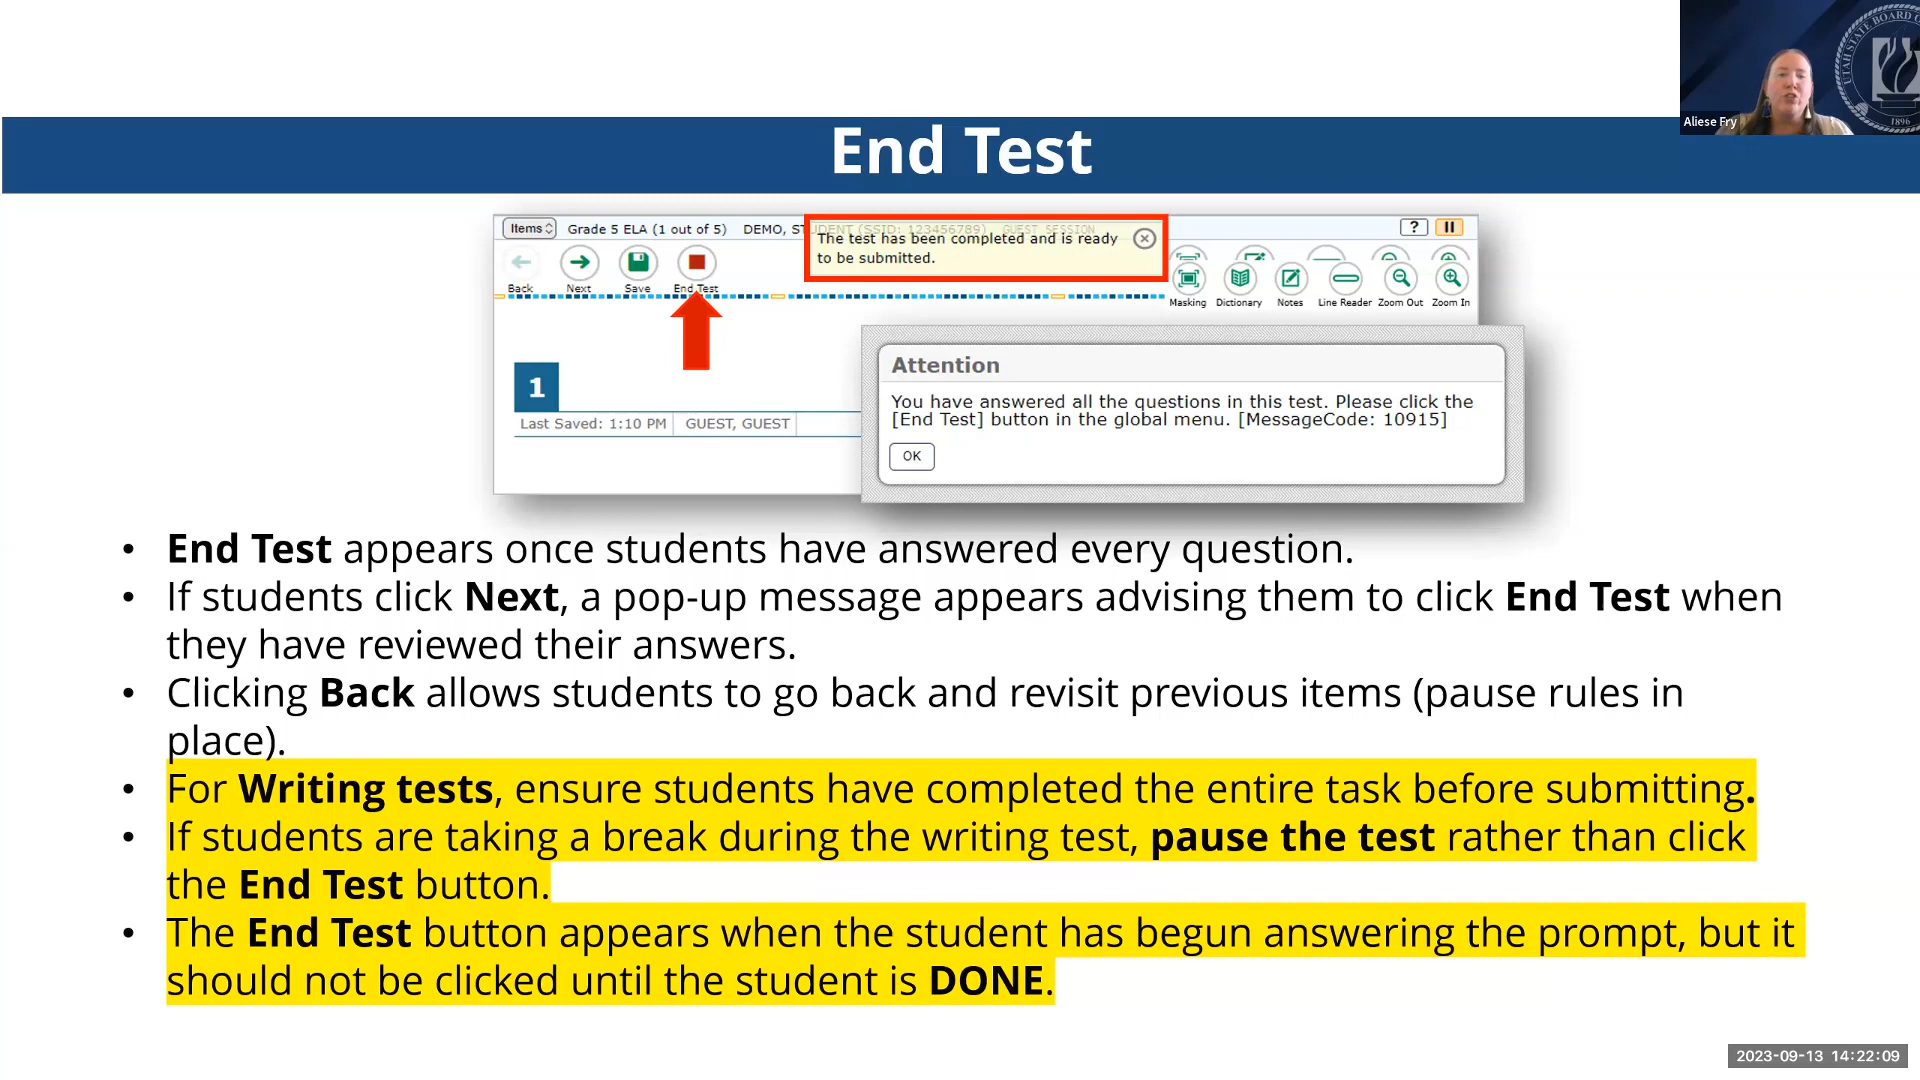 UTAH STATE BOARD O
1896
Aliese Fry
End Test
Items
Grade 5 ELA (1 out of 5)
DEMO, STUDENT (SSID: 123456789)
GUEST SESSION
The test has been completed and is ready
to be submitted.
?
Back
Next
Save
End Test
Masking
Dictionary
Notes
Line Reader
Zoom Out
Zoom In
1
Last Saved: 1:10 PM
GUEST, GUEST
Attention
You have answered all the questions in this test. Please click the
[End Test] button in the global menu. [MessageCode: 10915]
OK
• End Test appears once students have answered every question.
• If students click Next, a pop-up message appears advising them to click End Test when
they have reviewed their answers.
• Clicking Back allows students to go back and revisit previous items (pause rules in
place).
• For Writing tests, ensure students have completed the entire task before submitting.
• If students are taking a break during the writing test, pause the test rather than click
the End Test button.
• The End Test button appears when the student has begun answering the prompt, but it
should not be clicked until the student is DONE.
2023-09-13 14:22:09